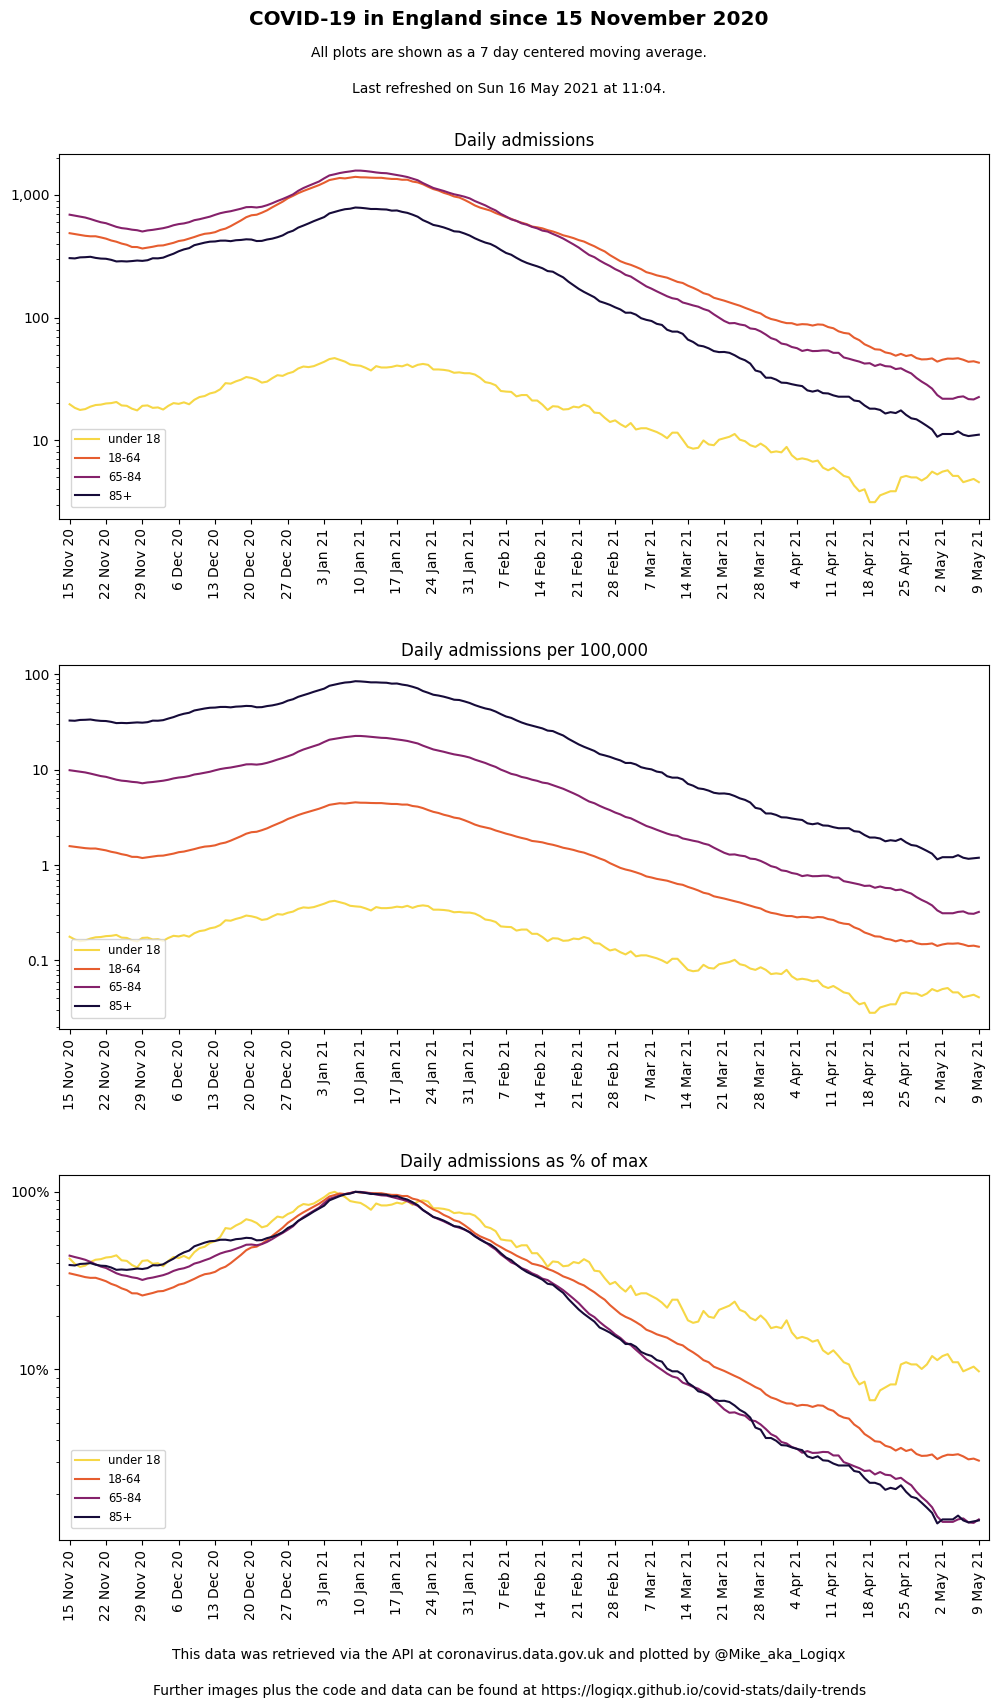 COVID-19 in England since 15 November 2020
All plots are shown as a 7 day centered moving average.
Last refreshed on Sun 16 May 2021 at 11:04.
Daily admissions
1,000
100
10
under 18
18-64
65-84
85+
15 Nov 20
22 Nov 20
29 Nov 20
6 Dec 20
13 Dec 20
20 Dec 20
27 Dec 20
3 Jan 21
10 Jan 21
17 Jan 21
24 Jan 21
31 Jan 21
7 Feb 21
14 Feb 21
21 Feb 21
28 Feb 21
7 Mar 21
14 Mar 21
21 Mar 21
28 Mar 21
4 Apr 21
11 Apr 21
18 Apr 21
25 Apr 21
2 May 21
9 May 21
Daily admissions per 100,000
100
10
1
0.1
under 18
18-64
65-84
85+
15 Nov 20
22 Nov 20
29 Nov 20
6 Dec 20
13 Dec 20
20 Dec 20
27 Dec 20
3 Jan 21
10 Jan 21
17 Jan 21
24 Jan 21
31 Jan 21
7 Feb 21
14 Feb 21
21 Feb 21
28 Feb 21
7 Mar 21
14 Mar 21
21 Mar 21
28 Mar 21
4 Apr 21
11 Apr 21
18 Apr 21
25 Apr 21
2 May 21
9 May 21
Daily admissions as % of max
100%
10%
under 18
18-64
65-84
85+
15 Nov 20
22 Nov 20
29 Nov 20
6 Dec 20
13 Dec 20
20 Dec 20
27 Dec 20
3 Jan 21
10 Jan 21
17 Jan 21
24 Jan 21
31 Jan 21
7 Feb 21
14 Feb 21
21 Feb 21
28 Feb 21
7 Mar 21
14 Mar 21
21 Mar 21
28 Mar 21
4 Apr 21
11 Apr 21
18 Apr 21
25 Apr 21
2 May 21
9 May 21
This data was retrieved via the API at coronavirus.data.gov.uk and plotted by @Mike_aka_Logiqx
Further images plus the code and data can be found at https://logiqx.github.io/covid-stats/daily-trends